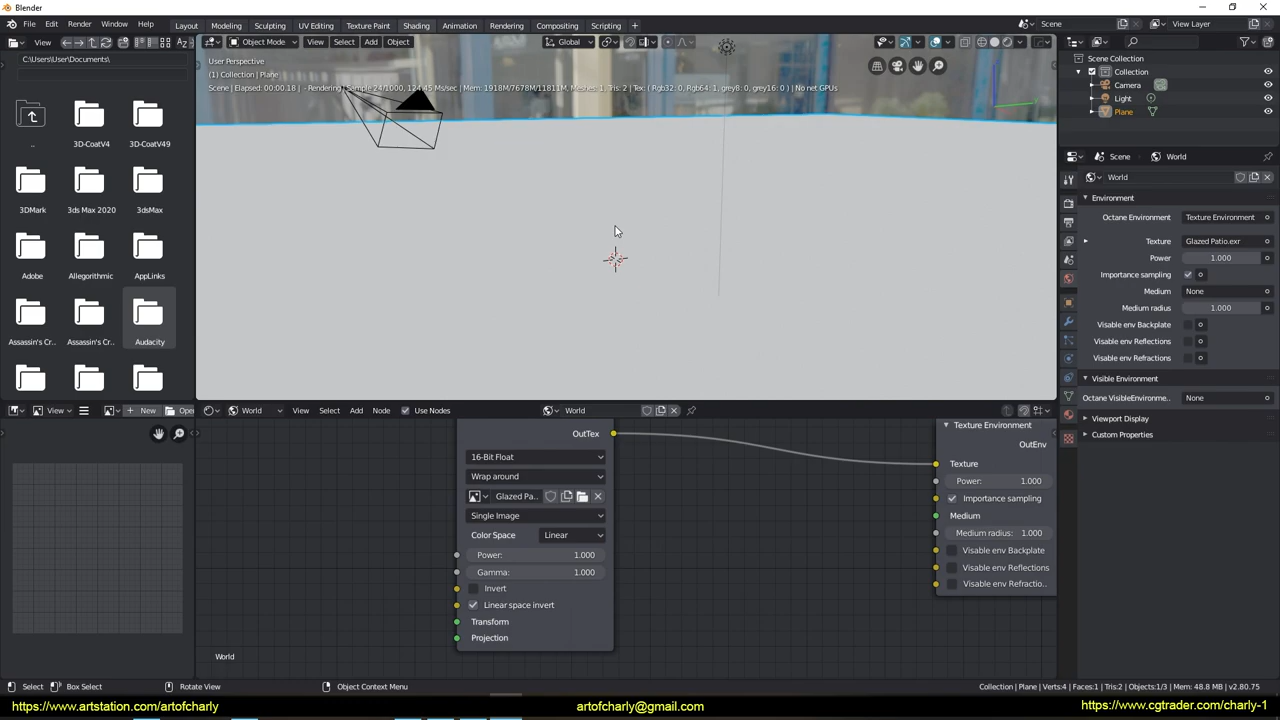 Blender
File Edit Render Window Help
Layout Modeling Sculpting UV Editing Texture Paint Shading Animation Rendering Compositing Scripting +
Scene View Layer
View
Object Mode View Select Add Object Global
C:\Users\User\Documents\
..
3D-CoatV4
3D-CoatV49
3DMark
3ds Max 2020
3dsMax
Adobe
Allegorithmic
AppLinks
Assassin's Cr...
Assassin's Cr...
Audacity
User Perspective
(1) Collection | Plane
Scene | Elapsed: 00:00.18 | - Rendering | Sample 24/1000, 124.45 Ms/sec | Mem: 1918M/7678M/11811M, Meshes: 1, Tris: 2 | Tex: ( Rgb32: 0, Rgb64: 1, grey8: 0, grey16: 0 ) | No net GPUs
Scene Collection
Collection
Camera
Light
Plane
Scene World
World
Environment
Octane Environment Texture Environment
Texture Glazed Patio.exr
Power 1.000
Importance sampling
Medium None
Medium radius 1.000
Visable env Backplate
Visable env Reflections
Visable env Refractions
Visible Environment
Octane VisibleEnvironme.. None
Viewport Display
Custom Properties
View New Open
World View Select Add Node Use Nodes World
OutTex
16-Bit Float
Wrap around
Glazed Pa..
Single Image
Color Space Linear
Power: 1.000
Gamma: 1.000
Invert
Linear space invert
Transform
Projection
Texture Environment
OutEnv
Texture
Power: 1.000
Importance sampling
Medium
Medium radius: 1.000
Visable env Backplate
Visable env Reflections
Visable env Refractio..
World
Select Box Select Rotate View Object Context Menu
Collection | Plane | Verts:4 | Faces:1 | Tris:2 | Objects:1/3 | Mem: 48.8 MB | v2.80.75
https://www.artstation.com/artofcharly artofcharly@gmail.com https://www.cgtrader.com/charly-1